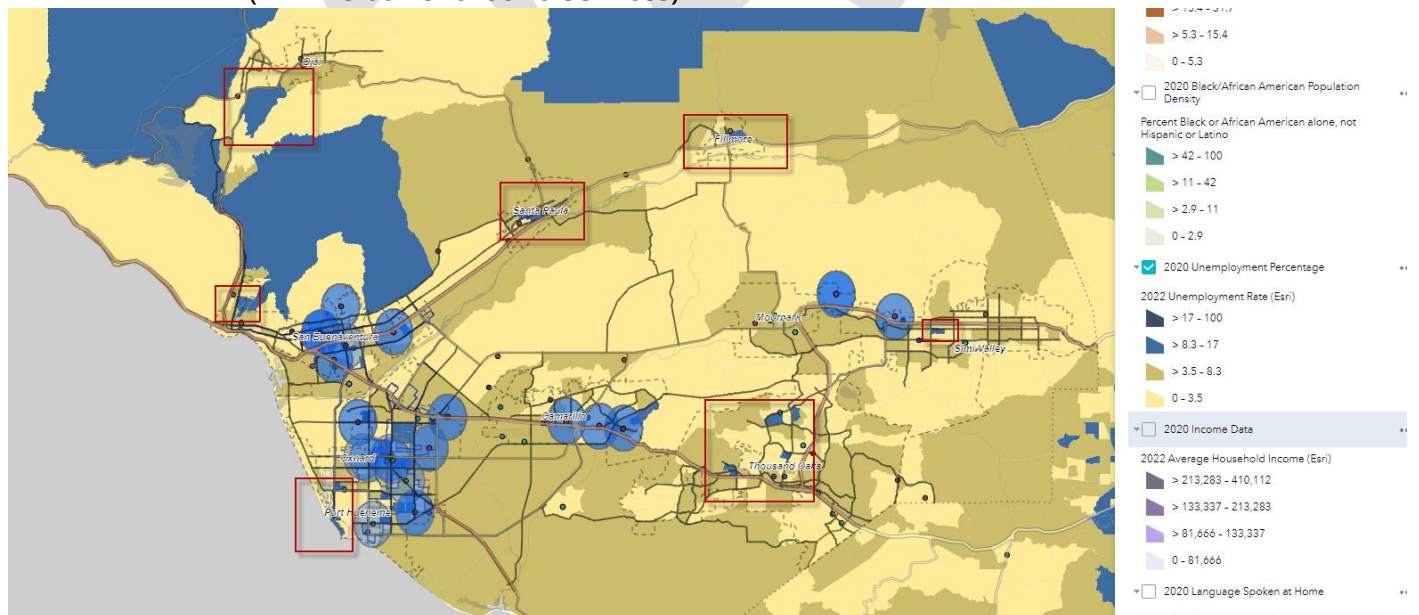 Ojai
Fillmore
Santa Paula
San Buenaventura
Moorpark
Simi Valley
Camarillo
Thousand Oaks
Oxnard
Port Hueneme
> 5.3 - 15.4
0 - 5.3
2020 Black/African American Population
Density
Percent Black or African American alone, not
Hispanic or Latino
> 42 - 100
> 11 - 42
> 2.9 - 11
0 - 2.9
2020 Unemployment Percentage
2022 Unemployment Rate (Esri)
> 17 - 100
> 8.3 - 17
> 3.5 - 8.3
0 - 3.5
2020 Income Data
2022 Average Household Income (Esri)
> 213,283 - 410,112
> 133,337 - 213,283
> 81,666 - 133,337
0 - 81,666
2020 Language Spoken at Home